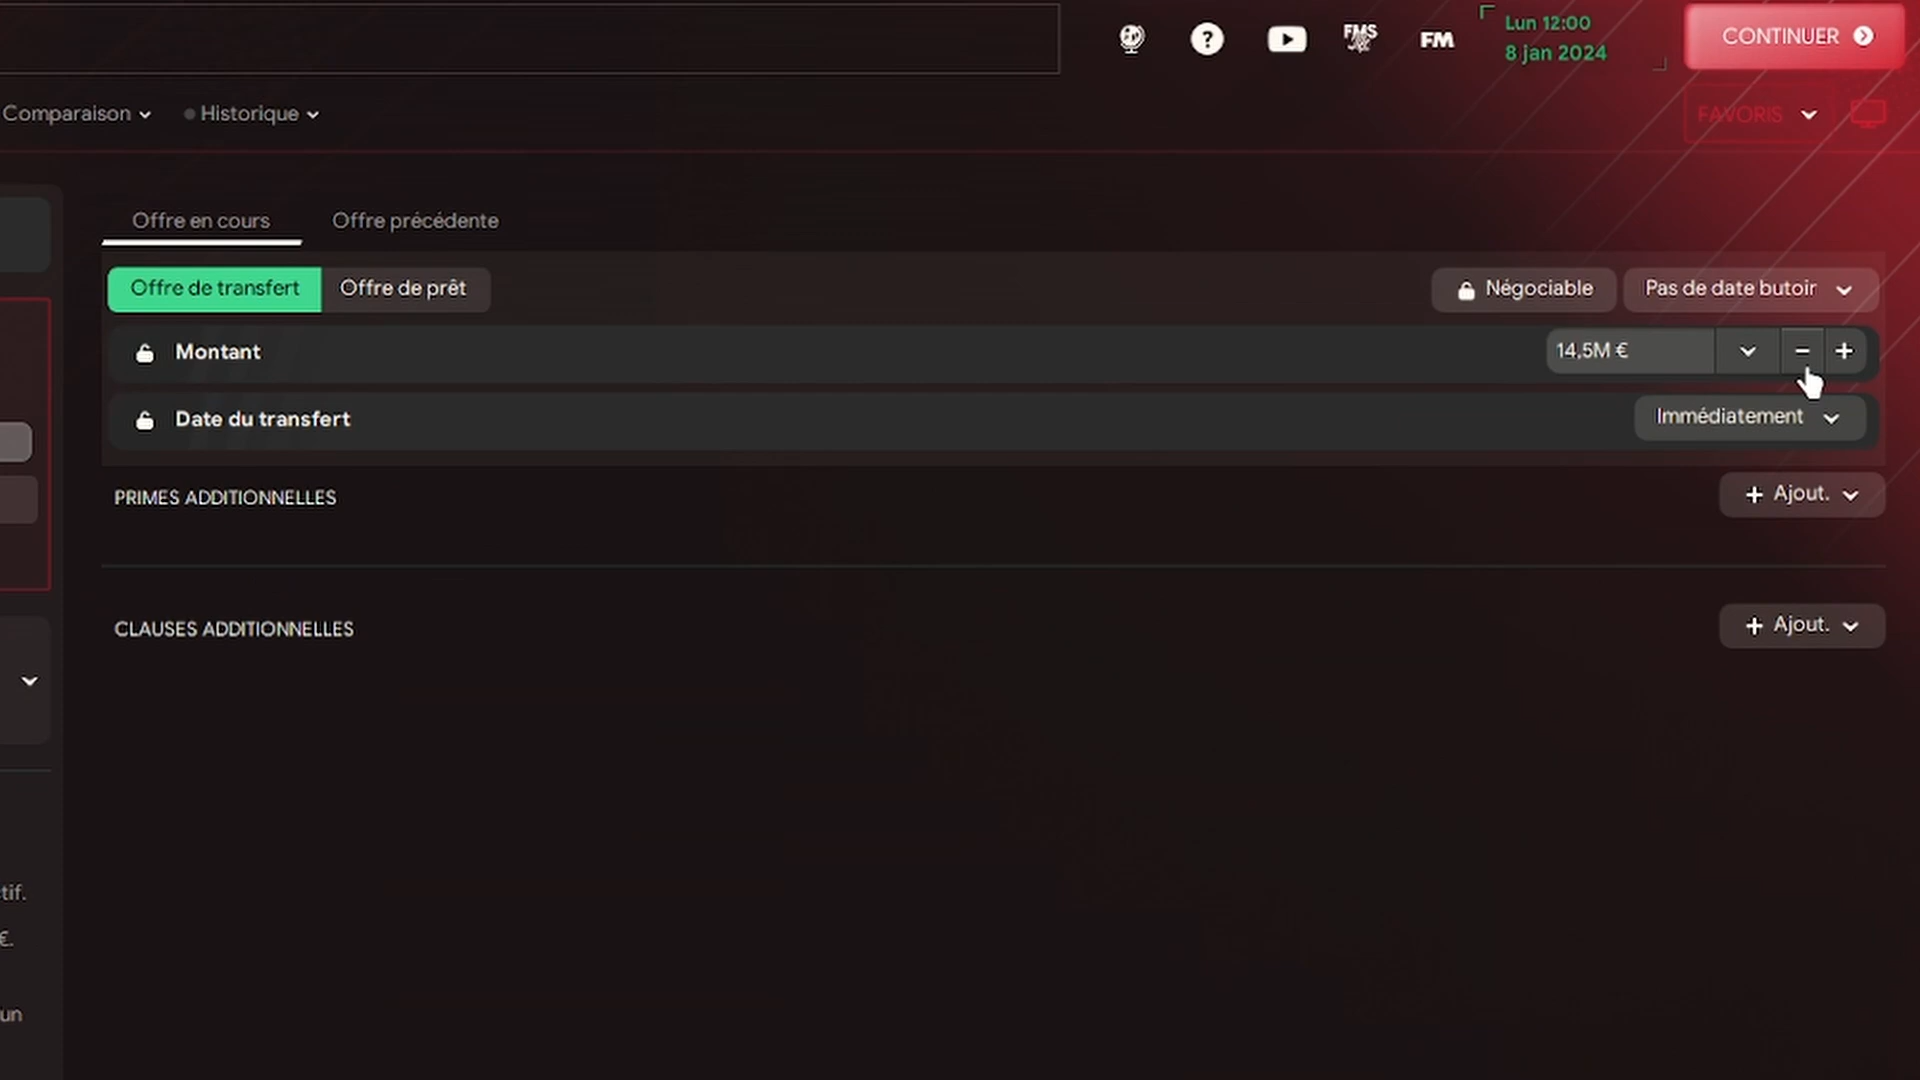 FMS
FM
Lun 12:00
8 jan 2024
CONTINUER
Comparaison
Historique
FAVORIS
Offre en cours
Offre précédente
Offre de transfert
Offre de prêt
Négociable
Pas de date butoir
Montant
14,5M €
Date du transfert
Immédiatement
PRIMES ADDITIONNELLES
+ Ajout.
CLAUSES ADDITIONNELLES
+ Ajout.
tif.
€.
un